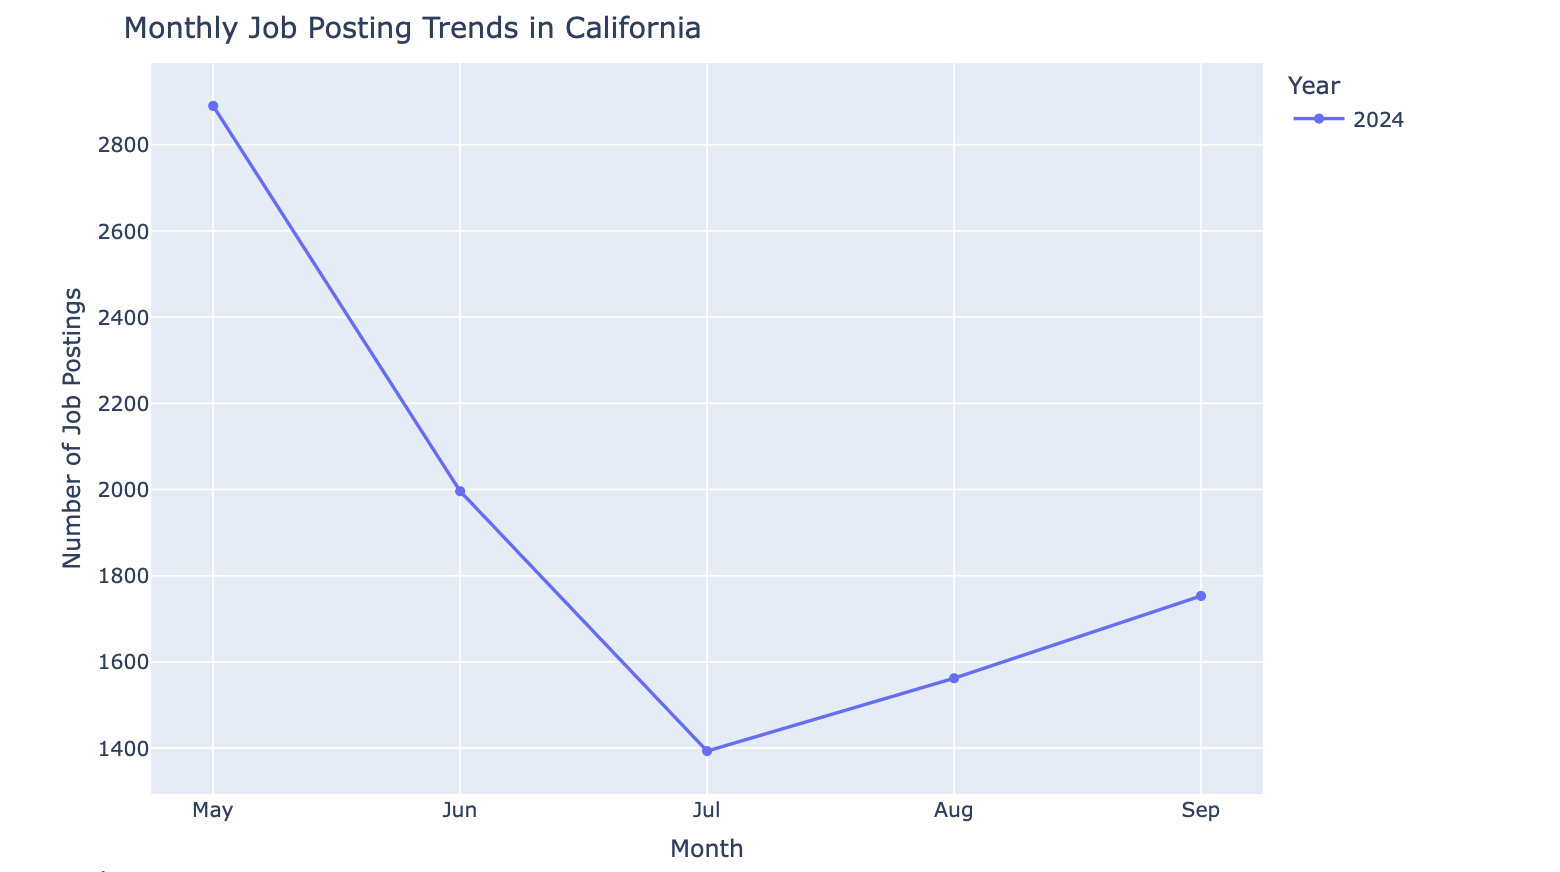 Monthly Job Posting Trends in California
Year
2024
2800
2600
2400
2200
2000
1800
1600
1400
Number of Job Postings
May Jun Jul Aug Sep
Month